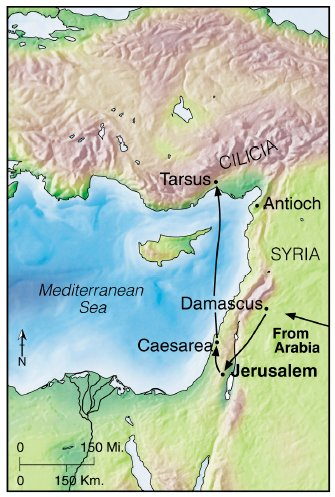 CILICIA
Tarsus
Antioch
SYRIA
Mediterranean
Sea
Damascus
From
Arabia
Caesarea
N
Jerusalem
0 150 Mi.
0 150 Km.